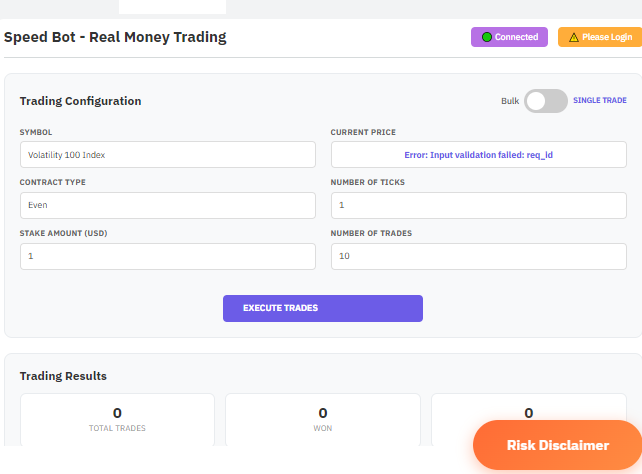 Speed Bot - Real Money Trading
Connected
Please Login
Trading Configuration
Bulk
SINGLE TRADE
SYMBOL
CURRENT PRICE
Volatility 100 Index
Error: Input validation failed: req_id
CONTRACT TYPE
NUMBER OF TICKS
Even
1
STAKE AMOUNT (USD)
NUMBER OF TRADES
1
10
EXECUTE TRADES
Trading Results
0
0
0
TOTAL TRADES
WON
Risk Disclaimer